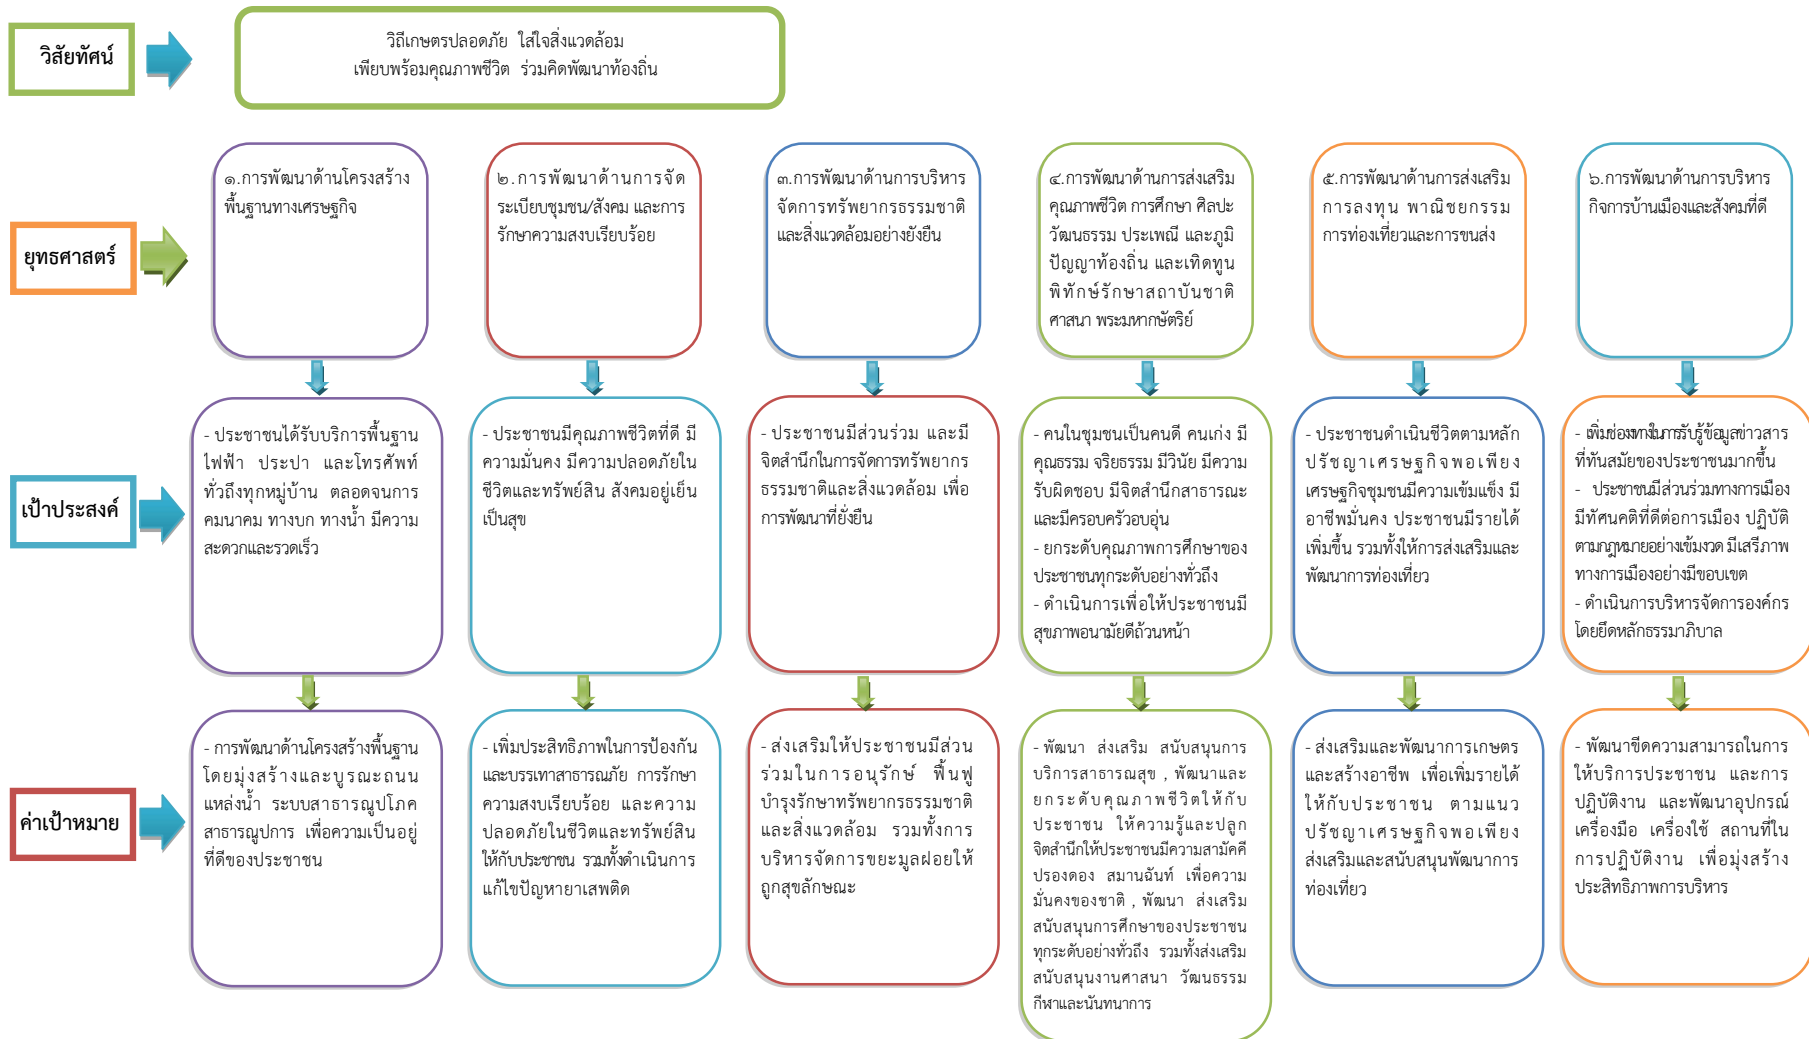 วิสัยทัศน์
วิถีเกษตรปลอดภัย ใส่ใจสิ่งแวดล้อม
เพียบพร้อมคุณภาพชีวิต ร่วมคิดพัฒนาท้องถิ่น
ยุทธศาสตร์
๑.การพัฒนาด้านโครงสร้าง
พื้นฐานทางเศรษฐกิจ
๒.การพัฒนาด้านการจัด
ระเบียบชุมชน/สังคม และการ
รักษาความสงบเรียบร้อย
๓.การพัฒนาด้านการบริหาร
จัดการทรัพยากรธรรมชาติ
และสิ่งแวดล้อมอย่างยั่งยืน
๔.การพัฒนาด้านการส่งเสริม
คุณภาพชีวิต การศึกษา ศิลปะ
วัฒนธรรม ประเพณี และภูมิ
ปัญญาท้องถิ่น และเทิดทูน
พิทักษ์รักษาสถาบันชาติ
ศาสนา พระมหากษัตริย์
๕.การพัฒนาด้านการส่งเสริม
การลงทุน พาณิชยกรรม
การท่องเที่ยวและการขนส่ง
๖.การพัฒนาด้านการบริหาร
กิจการบ้านเมืองและสังคมที่ดี
เป้าประสงค์
- ประชาชนได้รับบริการพื้นฐาน
ไฟฟ้า ประปา และโทรศัพท์
ทั่วถึงทุกหมู่บ้าน ตลอดจนการ
คมนาคม ทางบก ทางน้ำ มีความ
สะดวกและรวดเร็ว
- ประชาชนมีคุณภาพชีวิตที่ดี มี
ความมั่นคง มีความปลอดภัยใน
ชีวิตและทรัพย์สิน สังคมอยู่เย็น
เป็นสุข
- ประชาชนมีส่วนร่วม และมี
จิตสำนึกในการจัดการทรัพยากร
ธรรมชาติและสิ่งแวดล้อม เพื่อ
การพัฒนาที่ยั่งยืน
- คนในชุมชนเป็นคนดี คนเก่ง มี
คุณธรรม จริยธรรม มีวินัย มีความ
รับผิดชอบ มีจิตสำนึกสาธารณะ
และมีครอบครัวอบอุ่น
- ยกระดับคุณภาพการศึกษาของ
ประชาชนทุกระดับอย่างทั่วถึง
- ดำเนินการเพื่อให้ประชาชนมี
สุขภาพอนามัยดีถ้วนหน้า
- ประชาชนดำเนินชีวิตตามหลัก
ปรัชญาเศรษฐกิจพอเพียง
เศรษฐกิจชุมชนมีความเข้มแข็ง มี
อาชีพมั่นคง ประชาชนมีรายได้
เพิ่มขึ้น รวมทั้งให้การส่งเสริมและ
พัฒนาการท่องเที่ยว
- เพิ่มช่องทางในการรับรู้ข้อมูลข่าวสาร
ที่ทันสมัยของประชาชนมากขึ้น
- ประชาชนมีส่วนร่วมทางการเมือง
มีทัศนคติที่ดีต่อการเมือง ปฏิบัติ
ตามกฎหมายอย่างเข้มงวด มีเสรีภาพ
ทางการเมืองอย่างมีขอบเขต
- ดำเนินการบริหารจัดการองค์กร
โดยยึดหลักธรรมาภิบาล
ค่าเป้าหมาย
- การพัฒนาด้านโครงสร้างพื้นฐาน
โดยมุ่งสร้างและบูรณะถนน
แหล่งน้ำ ระบบสาธารณูปโภค
สาธารณูปการ เพื่อความเป็นอยู่
ที่ดีของประชาชน
- เพิ่มประสิทธิภาพในการป้องกัน
และบรรเทาสาธารณภัย การรักษา
ความสงบเรียบร้อย และความ
ปลอดภัยในชีวิตและทรัพย์สิน
ให้กับประชาชน รวมทั้งดำเนินการ
แก้ไขปัญหายาเสพติด
- ส่งเสริมให้ประชาชนมีส่วน
ร่วมในการอนุรักษ์ ฟื้นฟู
บำรุงรักษาทรัพยากรธรรมชาติ
และสิ่งแวดล้อม รวมทั้งการ
บริหารจัดการขยะมูลฝอยให้
ถูกสุขลักษณะ
- พัฒนา ส่งเสริม สนับสนุนการ
บริการสาธารณสุข , พัฒนาและ
ยกระดับคุณภาพชีวิตให้กับ
ประชาชน ให้ความรู้และปลูก
จิตสำนึกให้ประชาชนมีความสามัคคี
ปรองดอง สมานฉันท์ เพื่อความ
มั่นคงของชาติ , พัฒนา ส่งเสริม
สนับสนุนการศึกษาของประชาชน
ทุกระดับอย่างทั่วถึง รวมทั้งส่งเสริม
สนับสนุนงานศาสนา วัฒนธรรม
กีฬาและนันทนาการ
- ส่งเสริมและพัฒนาการเกษตร
และสร้างอาชีพ เพื่อเพิ่มรายได้
ให้กับประชาชน ตามแนว
ปรัชญาเศรษฐกิจพอเพียง
ส่งเสริมและสนับสนุนพัฒนาการ
ท่องเที่ยว
- พัฒนาขีดความสามารถในการ
ให้บริการประชาชน และการ
ปฏิบัติงาน และพัฒนาอุปกรณ์
เครื่องมือ เครื่องใช้ สถานที่ใน
การปฏิบัติงาน เพื่อมุ่งสร้าง
ประสิทธิภาพการบริหาร